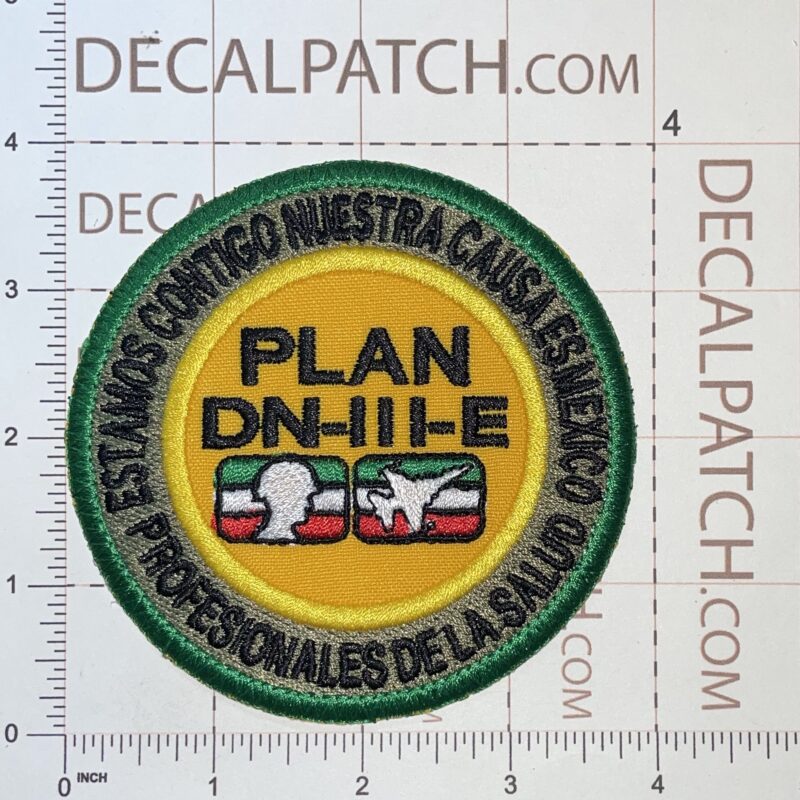 DECALPATCH.COM
4
DECA
DECALPATCH.COM
ESTAMOS CONTIGO NUESTRA CAUSA ES MEXICO
PLAN
DN-III-E
PROFESIONALES DE LA SALUD
4
3
2
1
0
0 INCH 1 2 3 4